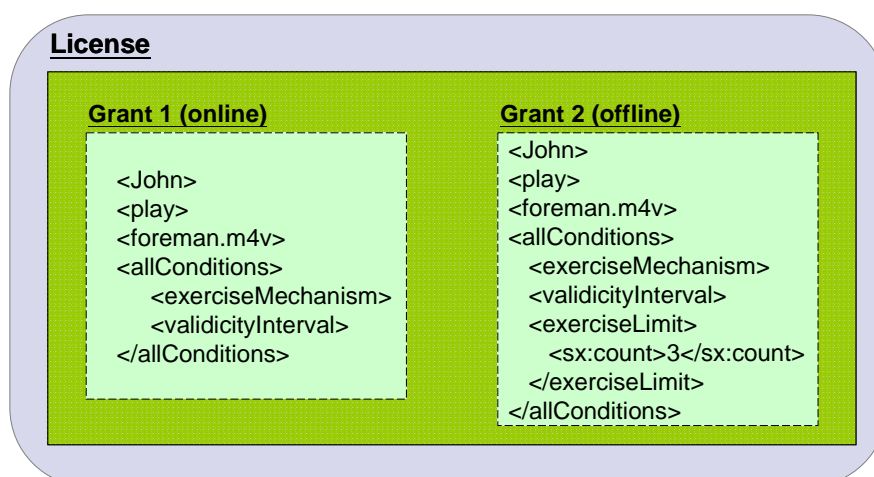 License
Grant 1 (online)
<John>
<play>
<foreman.m4v>
<allConditions>
<exerciseMechanism>
<validicityInterval>
</allConditions>
Grant 2 (offline)
<John>
<play>
<foreman.m4v>
<allConditions>
<exerciseMechanism>
<validicityInterval>
<exerciseLimit>
<sx:count>3</sx:count>
</exerciseLimit>
</allConditions>